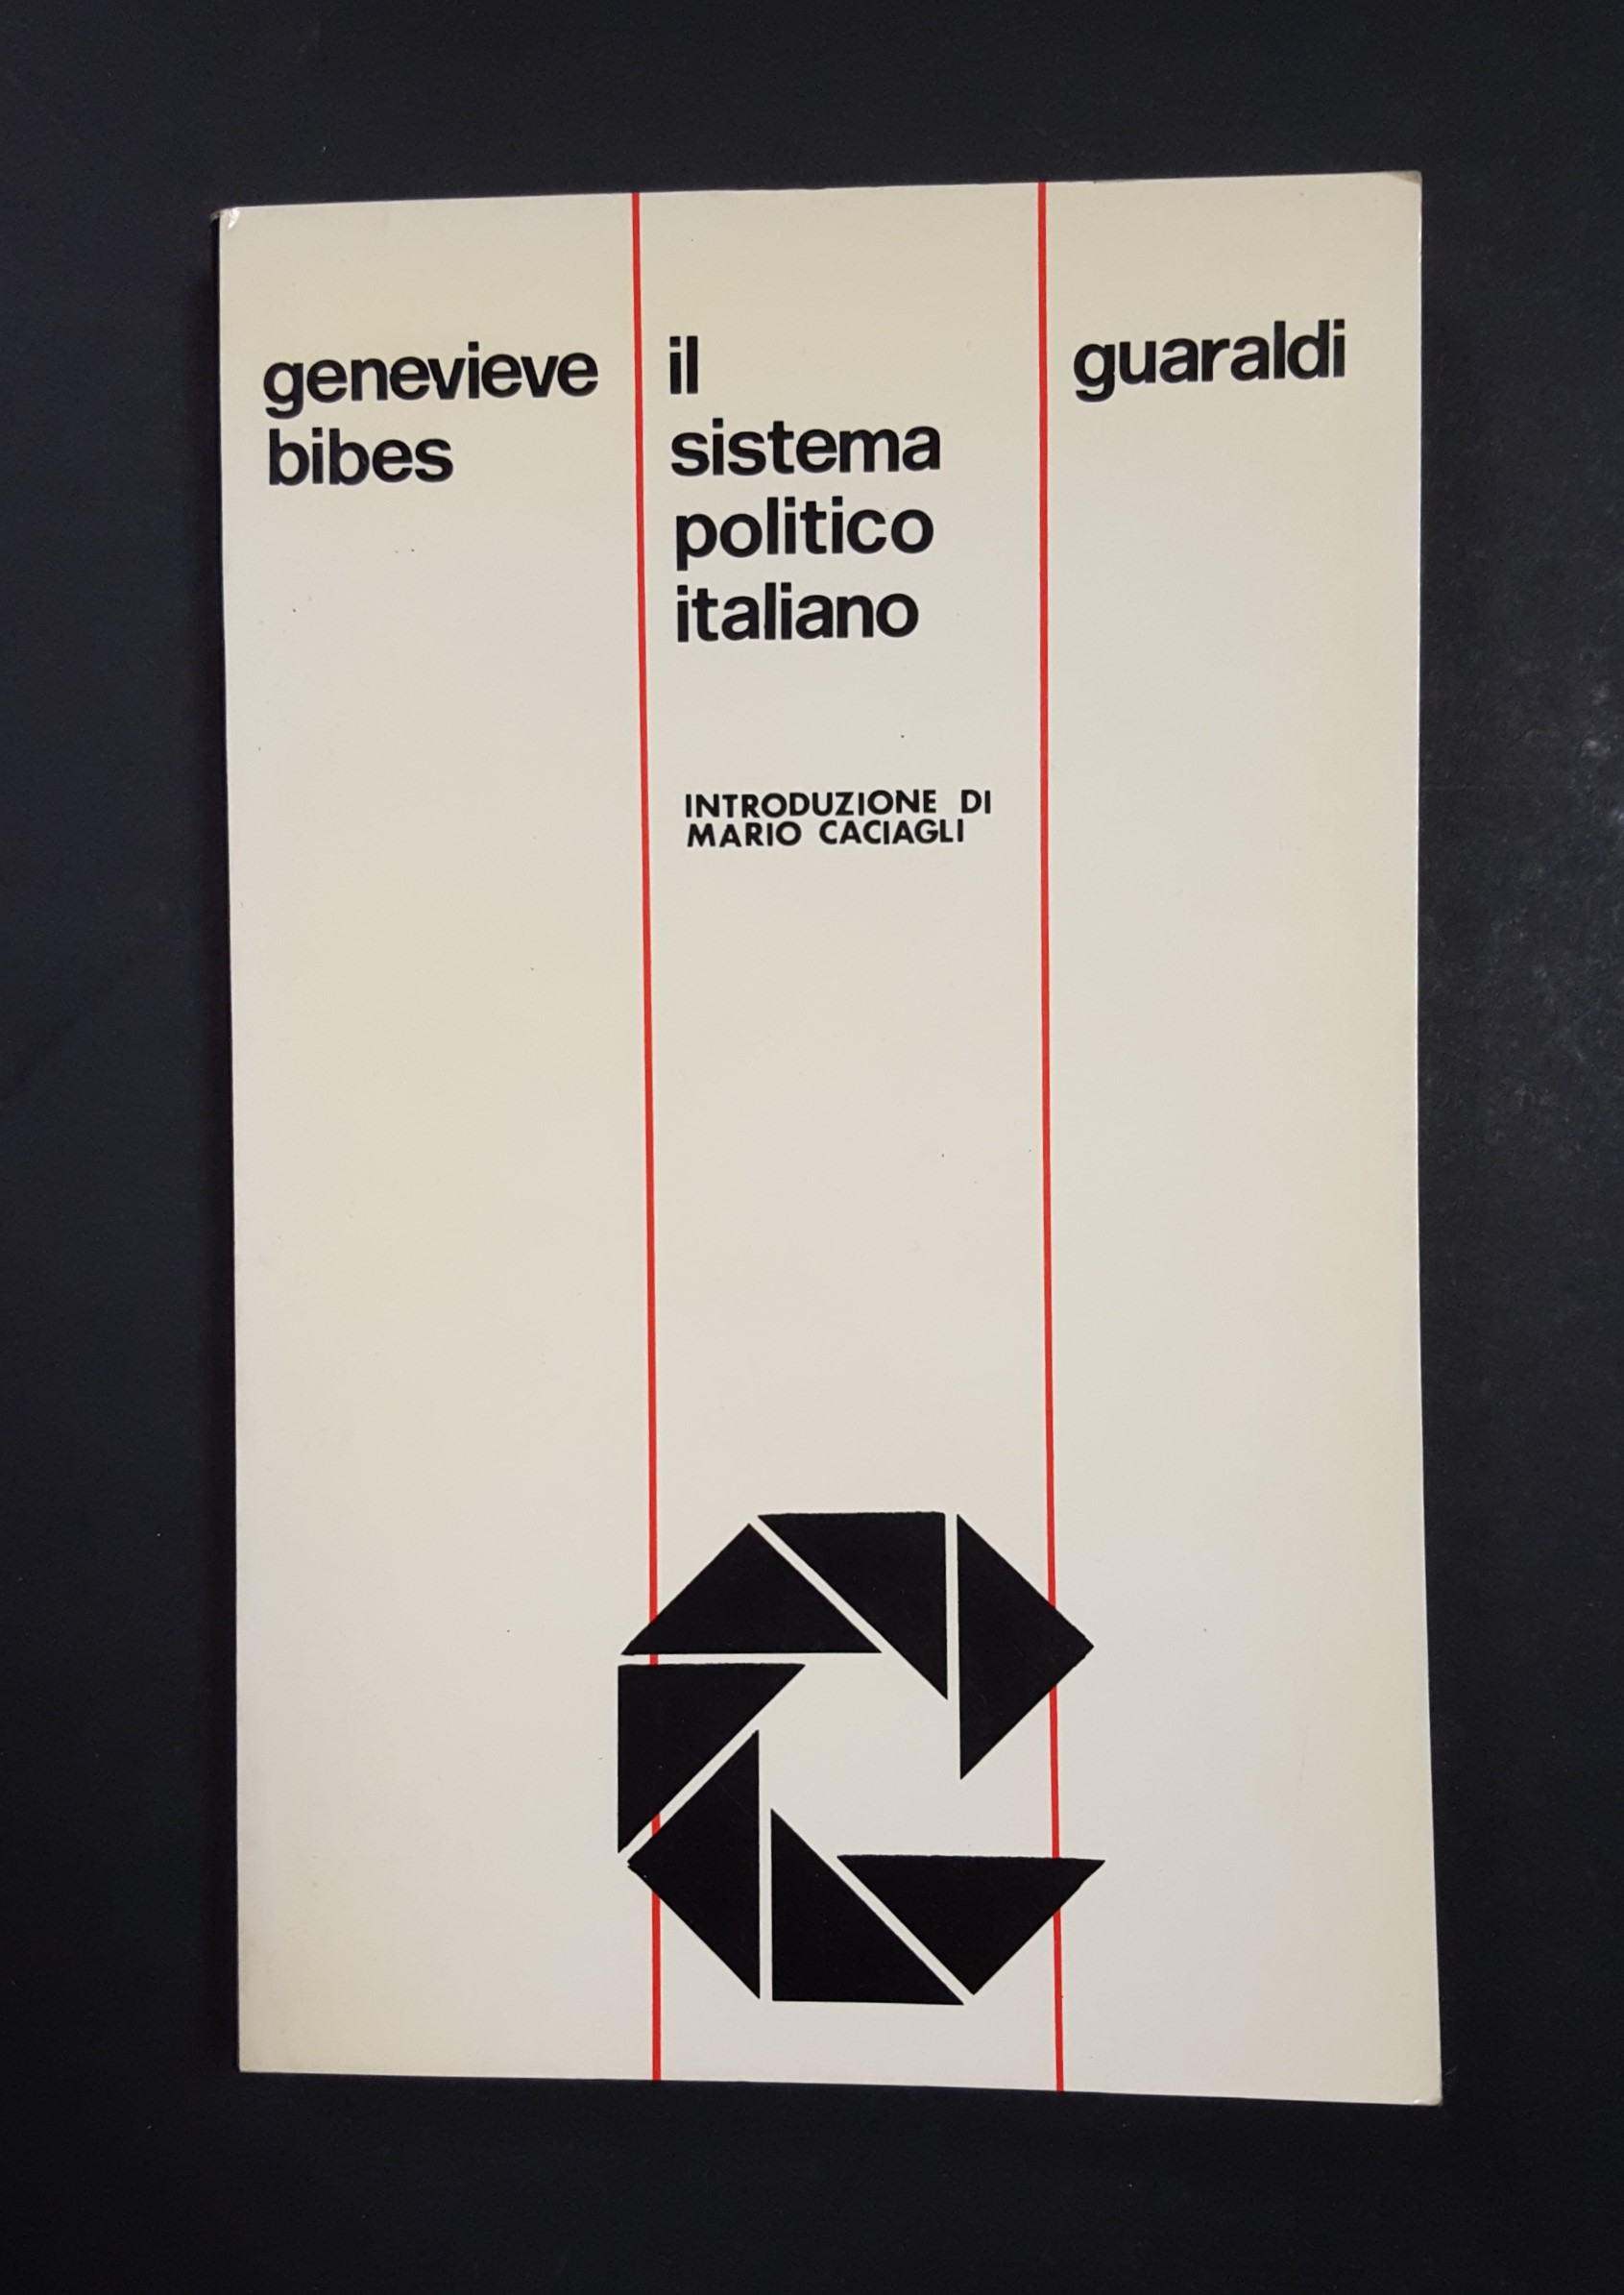 genevieve
bibes
il
sistema
politico
italiano
INTRODUZIONE DI
MARIO CACIAGLI
guaraldi